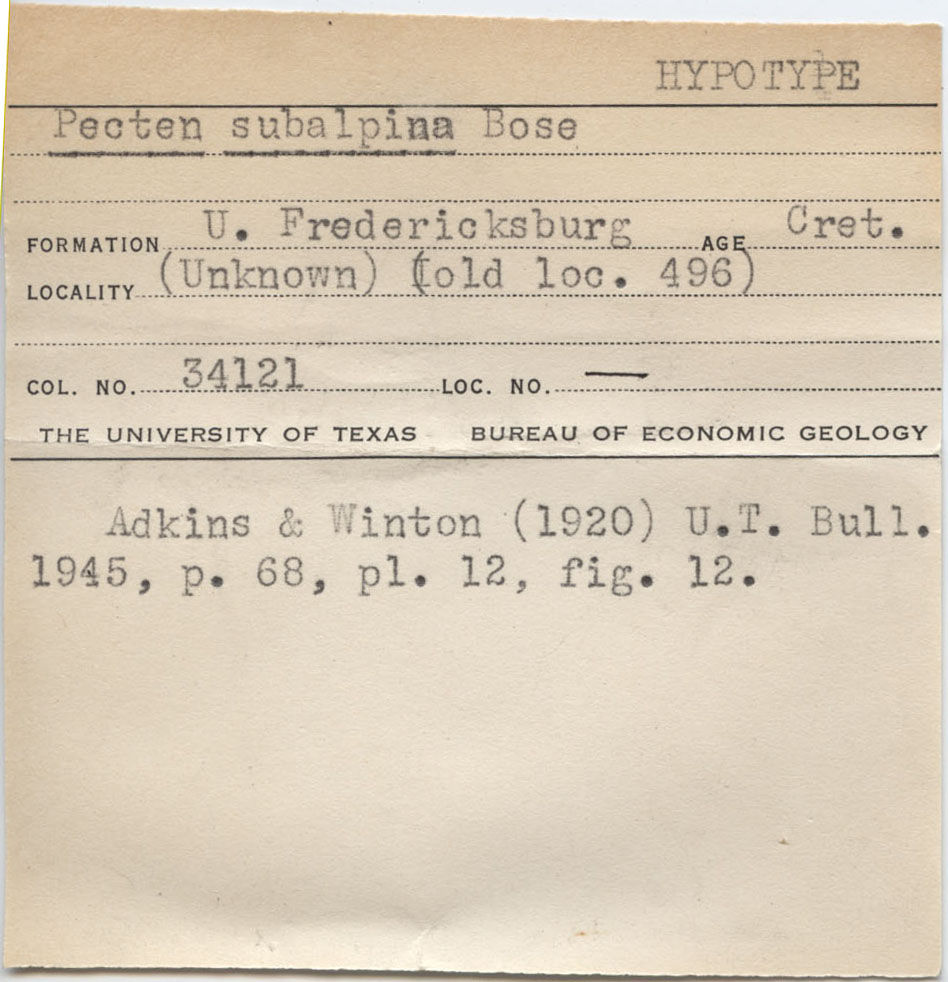 HYPOTYPE
Pecten subalpina Bose
FORMATION U. Fredericksburg AGE Cret.
LOCALITY (Unknown) (old loc. 496)
COL. NO. 34121 LOC. NO. —
THE UNIVERSITY OF TEXAS BUREAU OF ECONOMIC GEOLOGY
Adkins & Winton (1920) U.T. Bull.
1945, p. 68, pl. 12, fig. 12.